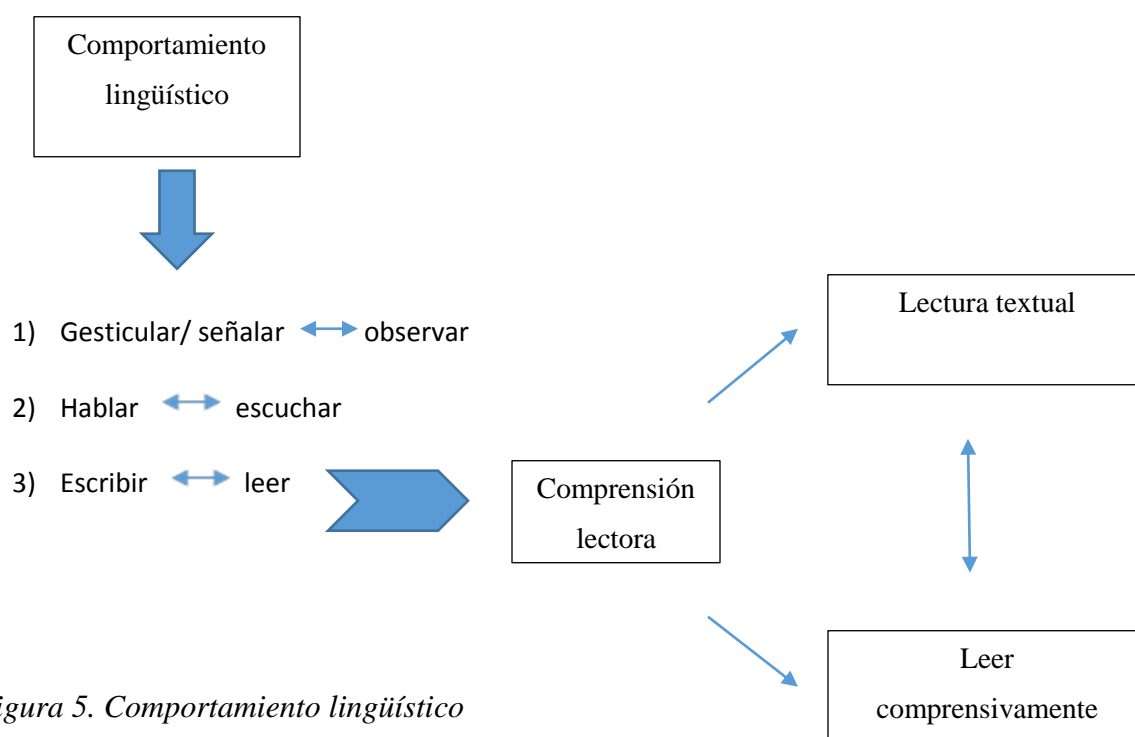 Comportamiento
lingüístico
1) Gesticular/ señalar observar
2) Hablar escuchar
3) Escribir leer
Comprensión
lectora
Lectura textual
Leer
comprensivamente
igura 5. Comportamiento lingüístico